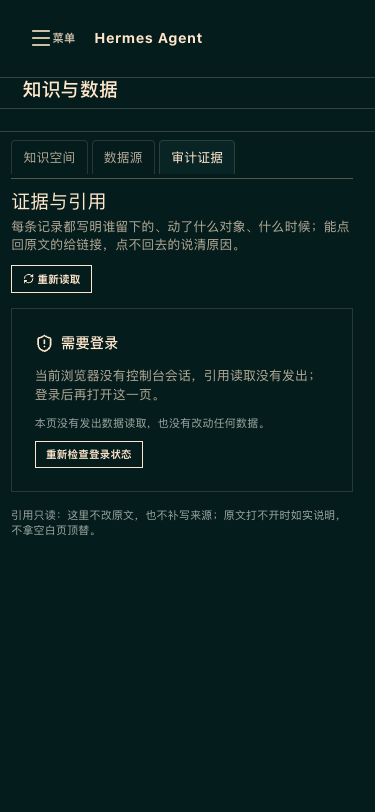 菜单
Hermes Agent
知识与数据
知识空间
数据源
审计证据
证据与引用
每条记录都写明谁留下的、动了什么对象、什么时候；能点
回原文的给链接，点不回去的说清原因。
重新读取
需要登录
当前浏览器没有控制台会话，引用读取没有发出；
登录后再打开这一页。
本页没有发出数据读取，也没有改动任何数据。
重新检查登录状态
引用只读：这里不改原文，也不补写来源；原文打不开时如实说明，
不拿空白页顶替。